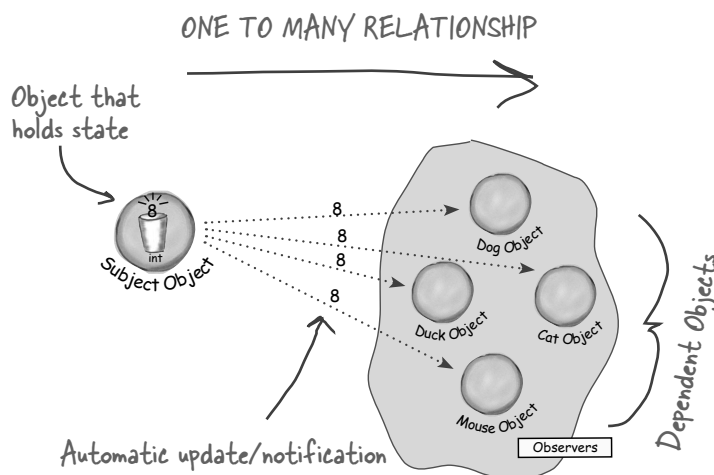 ONE TO MANY RELATIONSHIP
Object that
holds state
8
int
Subject Object
8
8
8
8
Dog Object
Duck Object
Cat Object
Mouse Object
Observers
Dependent Objects
Automatic update/notification